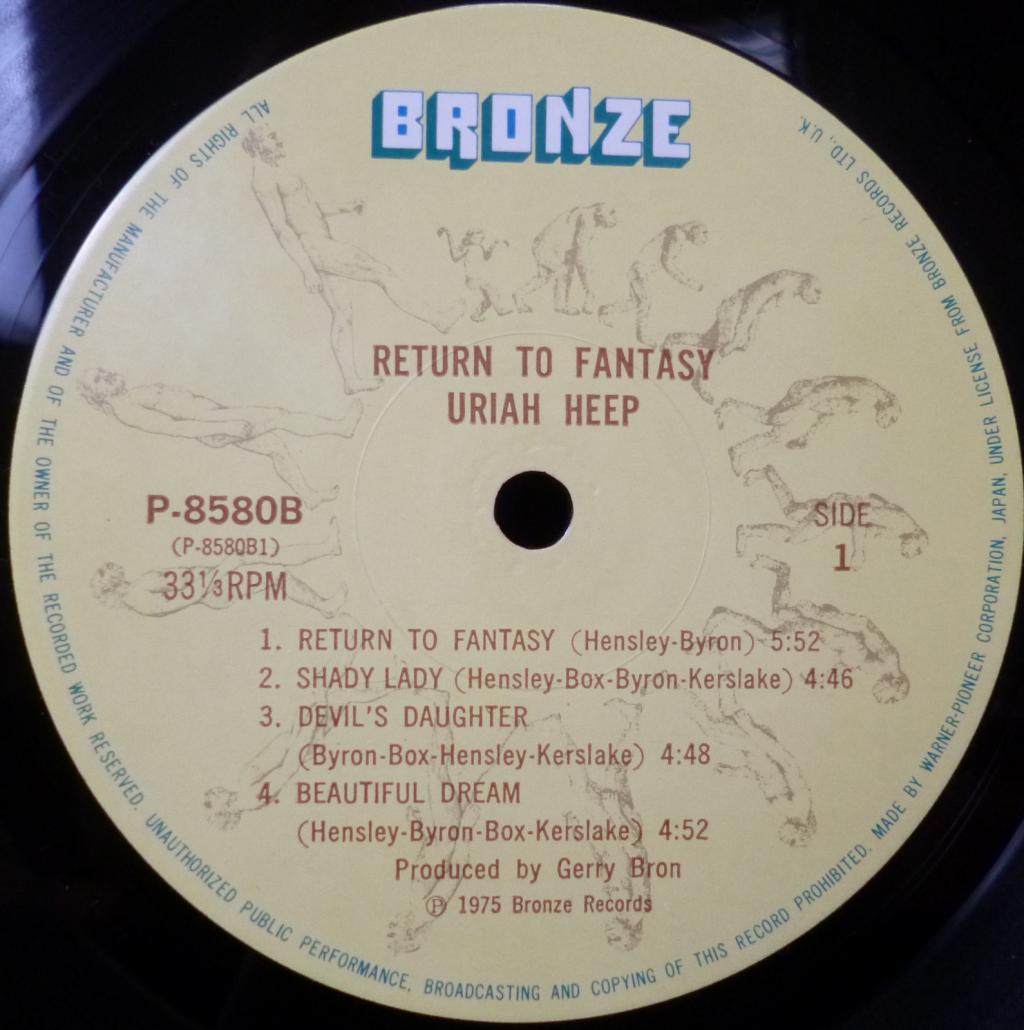 BRONZE
RETURN TO FANTASY
URIAH HEEP
P-8580B
(P-8580B1)
33⅓RPM
SIDE
1
1. RETURN TO FANTASY (Hensley-Byron) 5:52
2. SHADY LADY (Hensley-Box-Byron-Kerslake) 4:46
3. DEVIL'S DAUGHTER
(Byron-Box-Hensley-Kerslake) 4:48
4. BEAUTIFUL DREAM
(Hensley-Byron-Box-Kerslake) 4:52
Produced by Gerry Bron
Ⓟ 1975 Bronze Records
ALL RIGHTS OF THE MANUFACTURER AND OF THE OWNER OF THE RECORDED WORK RESERVED. UNAUTHORIZED PUBLIC PERFORMANCE, BROADCASTING AND COPYING OF THIS RECORD PROHIBITED. MADE BY WARNER-PIONEER CORPORATION, JAPAN, UNDER LICENSE FROM BRONZE RECORDS LTD., U.K.